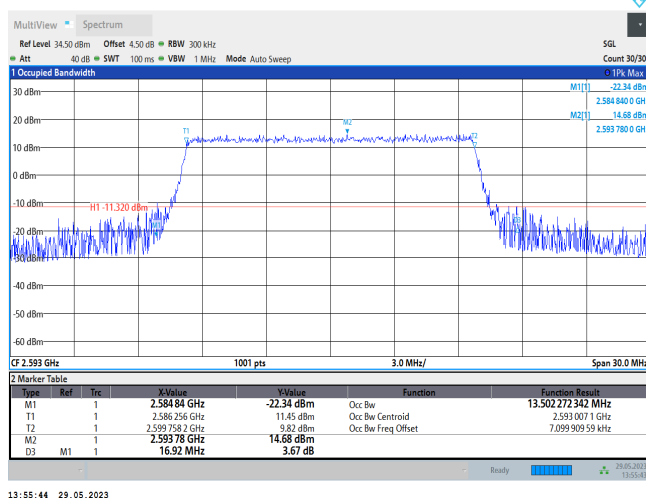 MultiView Spectrum
Ref Level 34.50 dBm Offset 4.50 dB RBW 300 kHz SGL
Att 40 dB SWT 100 ms VBW 1 MHz Mode Auto Sweep Count 30/30
1 Occupied Bandwidth 1Pk Max
M1[1] -22.34 dBm
2.584 840 0 GH
M2[1] 14.68 dBm
2.593 780 0 GH
30 dBm
20 dBm
M2
T1
T2
10 dBm
0 dBm
-10 dBm
H1 -11.320 dBm
M1
D3
-20 dBm
-30 dBm
-40 dBm
-50 dBm
-60 dBm
CF 2.593 GHz 1001 pts 3.0 MHz/ Span 30.0 MHz
2 Marker Table
Type Ref Trc X-Value Y-Value Function Function Result
M1 1 2.584 84 GHz -22.34 dBm Occ Bw 13.502 272 342 MHz
T1 1 2.586 256 GHz 11.45 dBm Occ Bw Centroid 2.593 007 1 GHz
T2 1 2.599 758 2 GHz 9.82 dBm Occ Bw Freq Offset 7.099 909 59 kHz
M2 1 2.593 78 GHz 14.68 dBm
D3 M1 1 16.92 MHz 3.67 dB
Ready 29.05.2023
13:55:43
13:55:44 29.05.2023